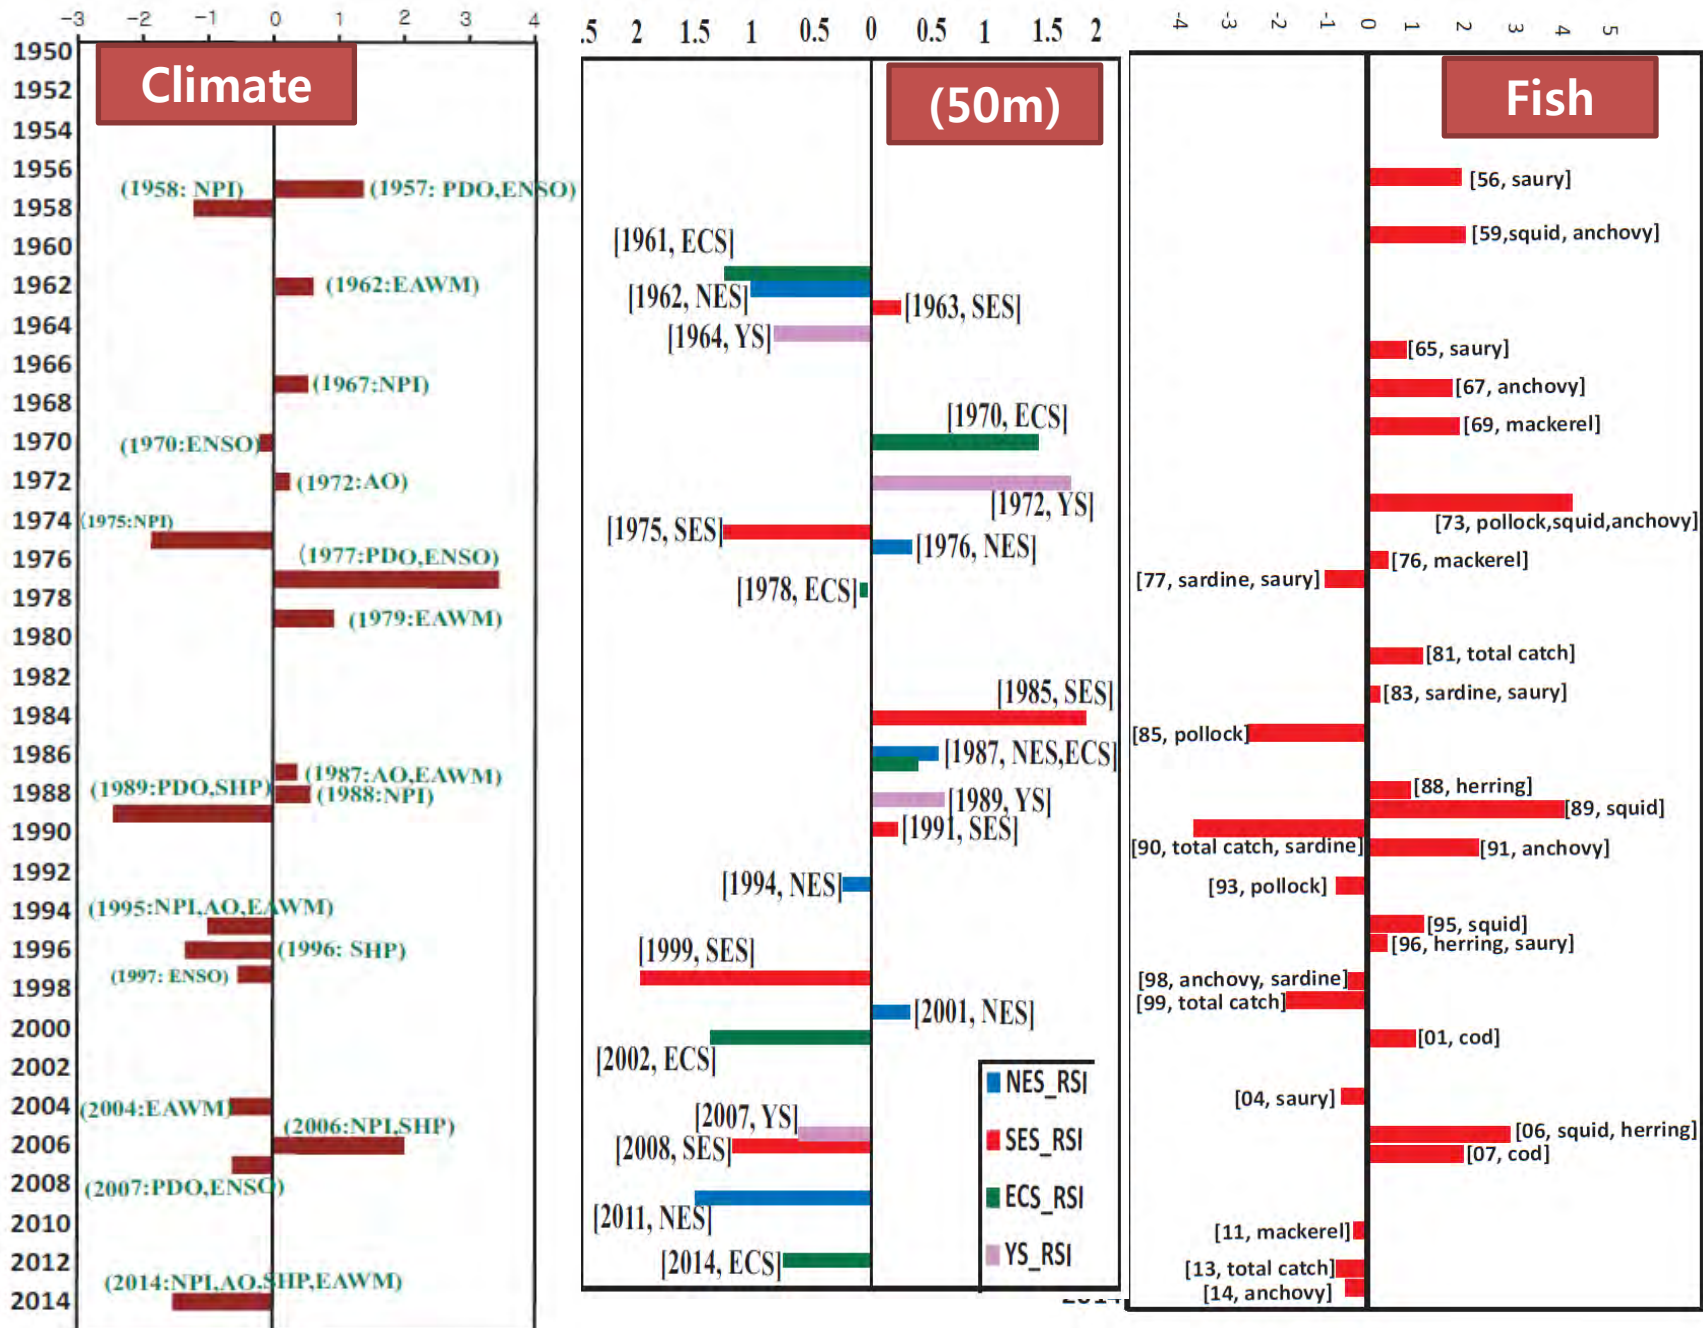 −3 −2 −1 0 1 2 3 4
Climate
1950
1952
1954
1956
1958
1960
1962
1964
1966
1968
1970
1972
1974
1976
1978
1980
1982
1984
1986
1988
1990
1992
1994
1996
1998
2000
2002
2004
2006
2008
2010
2012
2014
(1958: NPI)
(1957: PDO,ENSO)
(1962:EAWM)
(1967:NPI)
(1970:ENSO)
(1972:AO)
(1975:NPI)
(1977:PDO,ENSO)
(1979:EAWM)
(1987:AO,EAWM)
(1989:PDO,SHP)
(1988:NPI)
(1995:NPI,AO,EAWM)
(1996: SHP)
(1997: ENSO)
(2004:EAWM)
(2006:NPI,SHP)
(2007:PDO,ENSO)
(2014:NPI,AO.SHP,EAWM)
.5 2 1.5 1 0.5 0 0.5 1 1.5 2
(50m)
[1961, ECS]
[1962, NES]
[1963, SES]
[1964, YS]
[1970, ECS]
[1972, YS]
[1975, SES]
[1976, NES]
[1978, ECS]
[1985, SES]
[1987, NES,ECS]
[1989, YS]
[1991, SES]
[1994, NES]
[1999, SES]
[2001, NES]
[2002, ECS]
[2007, YS]
[2008, SES]
[2011, NES]
[2014, ECS]
NES_RSI
SES_RSI
ECS_RSI
YS_RSI
-4 -3 -2 -1 0 1 2 3 4 5
Fish
[56, saury]
[59,squid, anchovy]
[65, saury]
[67, anchovy]
[69, mackerel]
[73, pollock,squid,anchovy]
[76, mackerel]
[77, sardine, saury]
[81, total catch]
[83, sardine, saury]
[85, pollock]
[88, herring]
[89, squid]
[90, total catch, sardine]
[91, anchovy]
[93, pollock]
[95, squid]
[96, herring, saury]
[98, anchovy, sardine]
[99, total catch]
[01, cod]
[04, saury]
[06, squid, herring]
[07, cod]
[11, mackerel]
[13, total catch]
[14, anchovy]